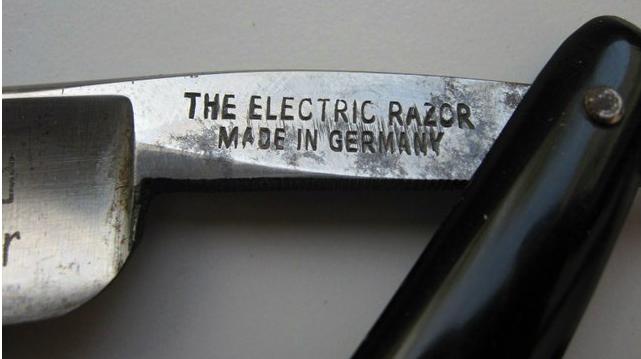 THE ELECTRIC RAZOR
MADE IN GERMANY